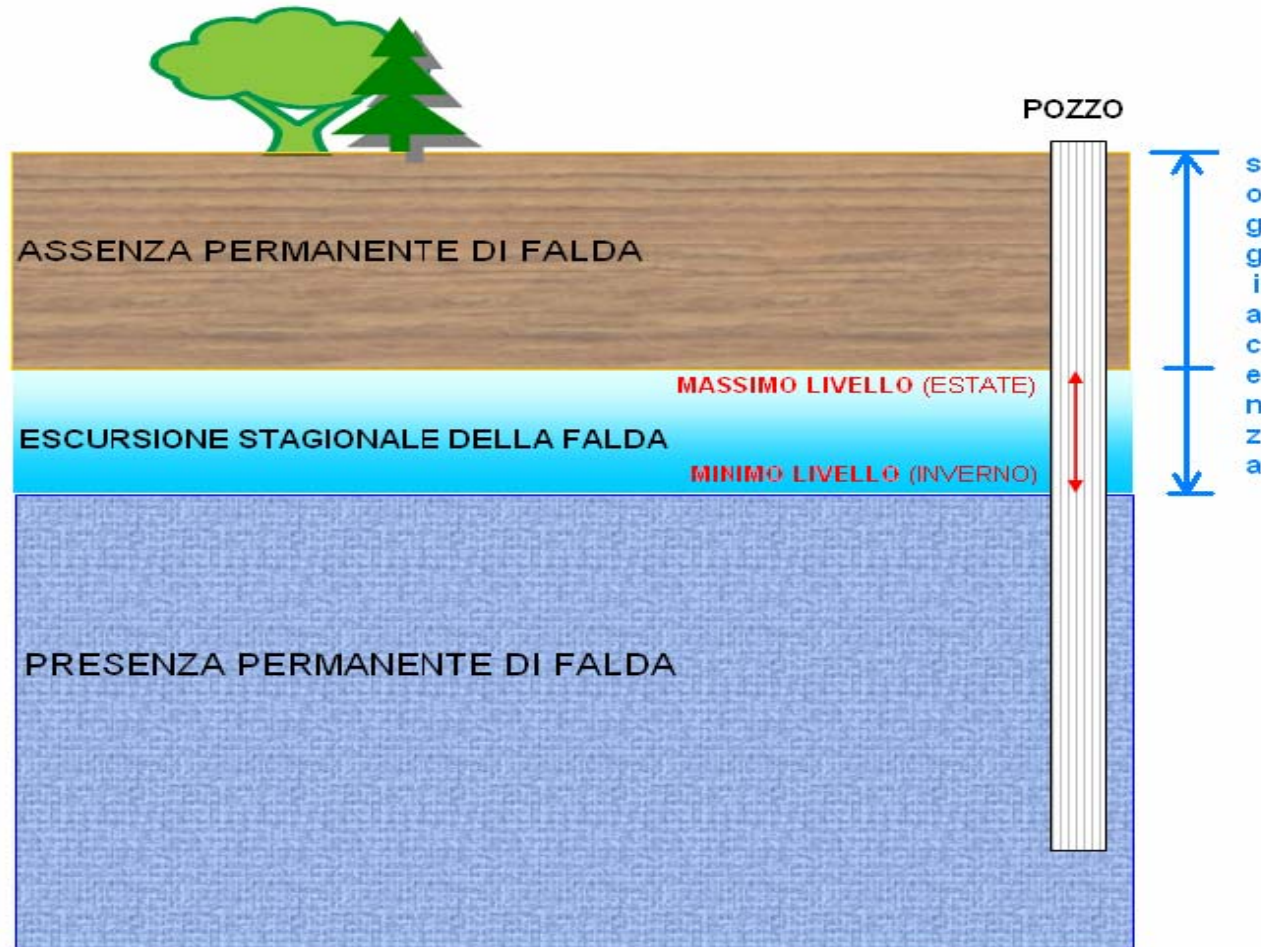 POZZO
ASSENZA PERMANENTE DI FALDA
MASSIMO LIVELLO (ESTATE)
ESCURSIONE STAGIONALE DELLA FALDA
MINIMO LIVELLO (INVERNO)
PRESENZA PERMANENTE DI FALDA
soggiacenza